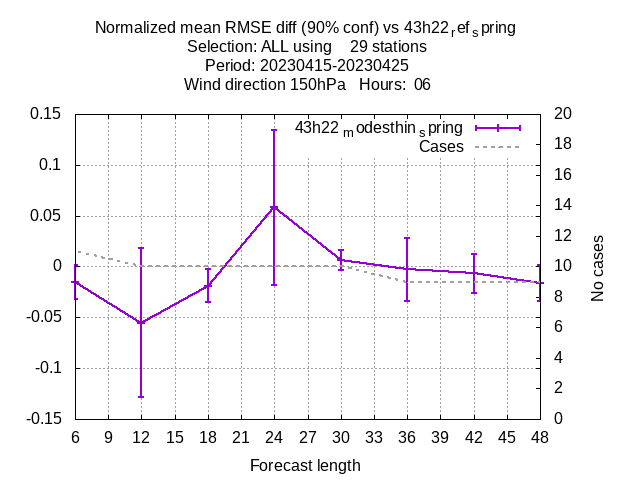 Normalized mean RMSE diff (90% conf) vs 43h22ref spring
Selection: ALL using 29 stations
Period: 20230415-20230425
Wind direction 150hPa Hours: 06
43h22modesthinspring
Cases
0.15
0.1
0.05
0
-0.05
-0.1
-0.15
20
18
16
14
12
10
8
6
4
2
0
No cases
6 9 12 15 18 21 24 27 30 33 36 39 42 45 48
Forecast length